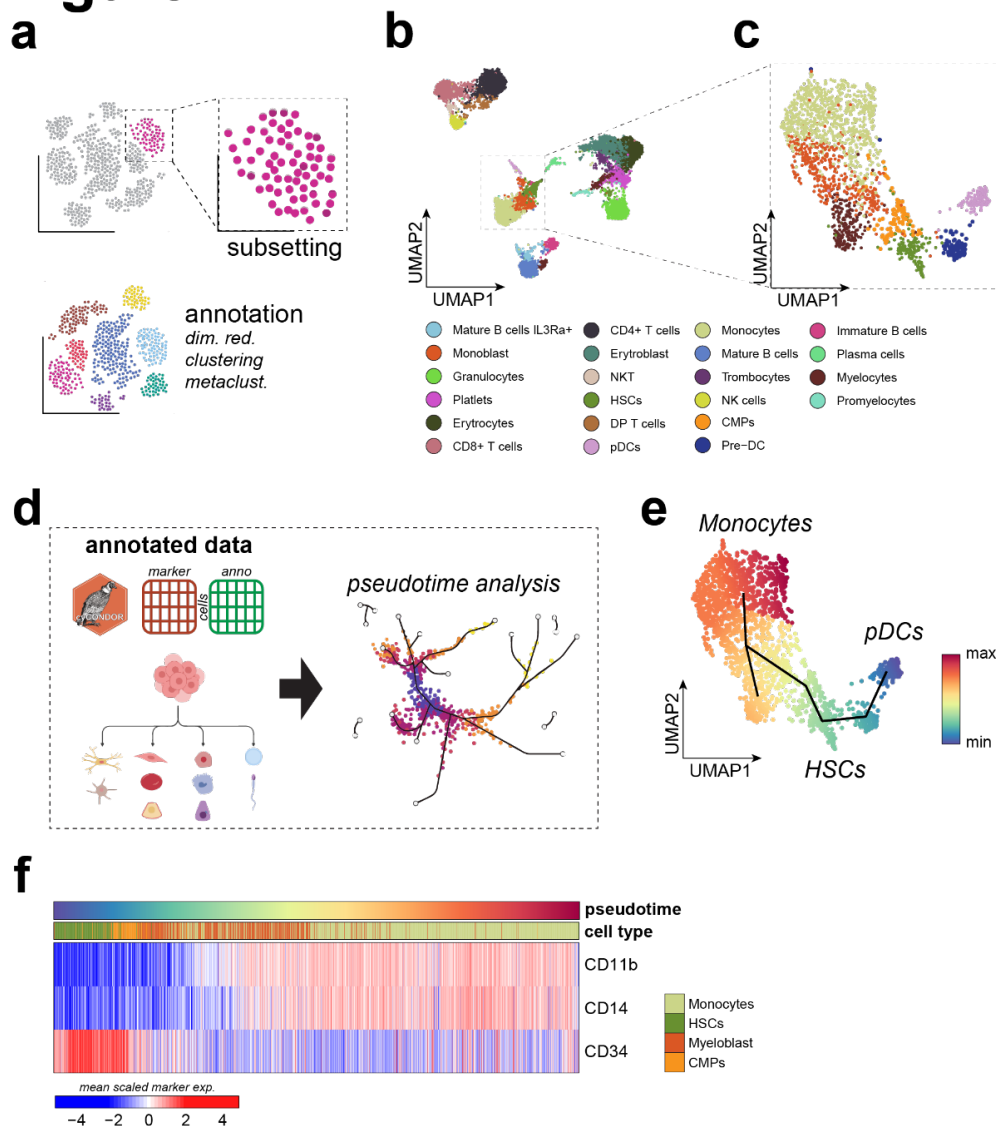 a
b
c
subsetting
annotation
dim. red.
clustering
metaclust.
UMAP2
UMAP1
UMAP2
UMAP1
Mature B cells IL3Ra+
Monoblast
Granulocytes
Platlets
Erytrocytes
CD8+ T cells
CD4+ T cells
Erytroblast
NKT
HSCs
DP T cells
pDCs
Monocytes
Mature B cells
Trombocytes
NK cells
CMPs
Pre−DC
Immature B cells
Plasma cells
Myelocytes
Promyelocytes
d
annotated data
marker
anno
cells
cyCONDOR
pseudotime analysis
e
Monocytes
pDCs
HSCs
UMAP2
UMAP1
max
min
f
pseudotime
cell type
CD11b
CD14
CD34
Monocytes
HSCs
Myeloblast
CMPs
mean scaled marker exp.
−4 −2 0 2 4